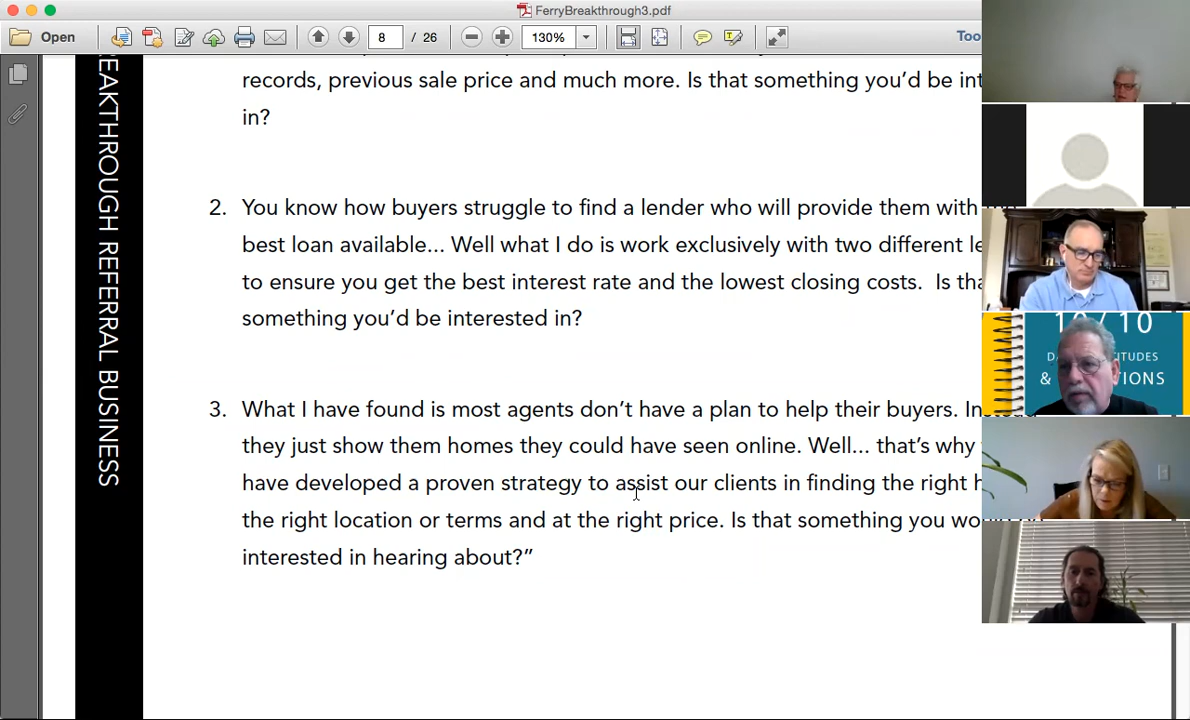 FerryBreakthrough3.pdf
Open
8 / 26
130%
Too
records, previous sale price and much more. Is that something you'd be int
in?
2. You know how buyers struggle to find a lender who will provide them with
best loan available... Well what I do is work exclusively with two different le
to ensure you get the best interest rate and the lowest closing costs. Is tha
something you'd be interested in?
3. What I have found is most agents don't have a plan to help their buyers. Inst
they just show them homes they could have seen online. Well... that's why
have developed a proven strategy to assist our clients in finding the right h
the right location or terms and at the right price. Is that something you wo
interested in hearing about?"
EAKTHROUGH REFERRAL BUSINESS
10/10
D ITUDES
& TIONS